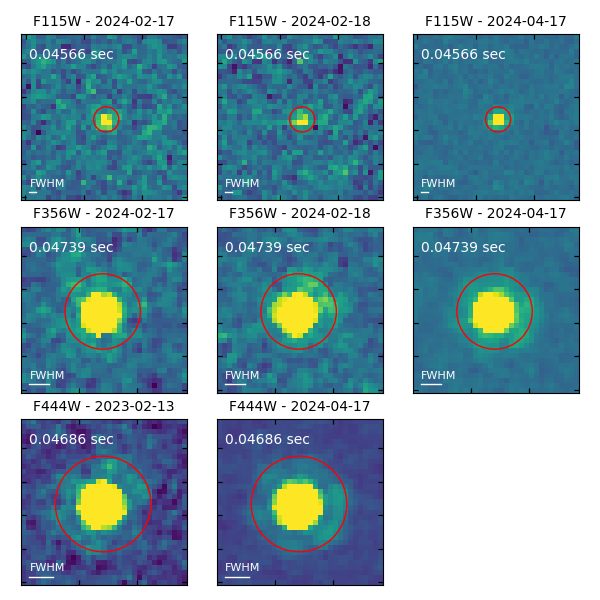 F115W - 2024-02-17
F115W - 2024-02-18
F115W - 2024-04-17
0.04566 sec
0.04566 sec
0.04566 sec
FWHM
FWHM
FWHM
F356W - 2024-02-17
F356W - 2024-02-18
F356W - 2024-04-17
0.04739 sec
0.04739 sec
0.04739 sec
FWHM
FWHM
FWHM
F444W - 2023-02-13
F444W - 2024-04-17
0.04686 sec
0.04686 sec
FWHM
FWHM